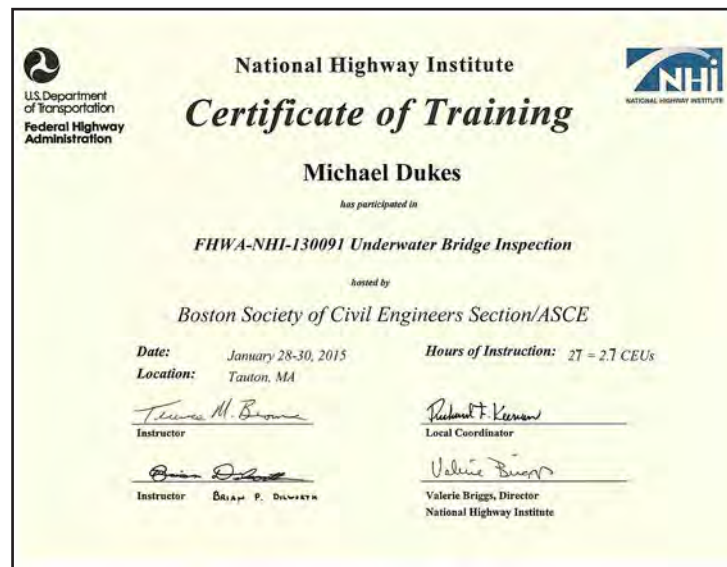 U.S. Department
of Transportation
Federal Highway
Administration
National Highway Institute
NHI
NATIONAL HIGHWAY INSTITUTE
Certificate of Training
Michael Dukes
has participated in
FHWA-NHI-130091 Underwater Bridge Inspection
hosted by
Boston Society of Civil Engineers Section/ASCE
Date: January 28-30, 2015
Hours of Instruction: 27 = 2.7 CEUs
Location: Tauton, MA
Terence M. Browne
Instructor
Richard F. Keenan
Local Coordinator
Brian Dilworth
Instructor BRIAN P. DILWORTH
Valerie Briggs
Valerie Briggs, Director
National Highway Institute